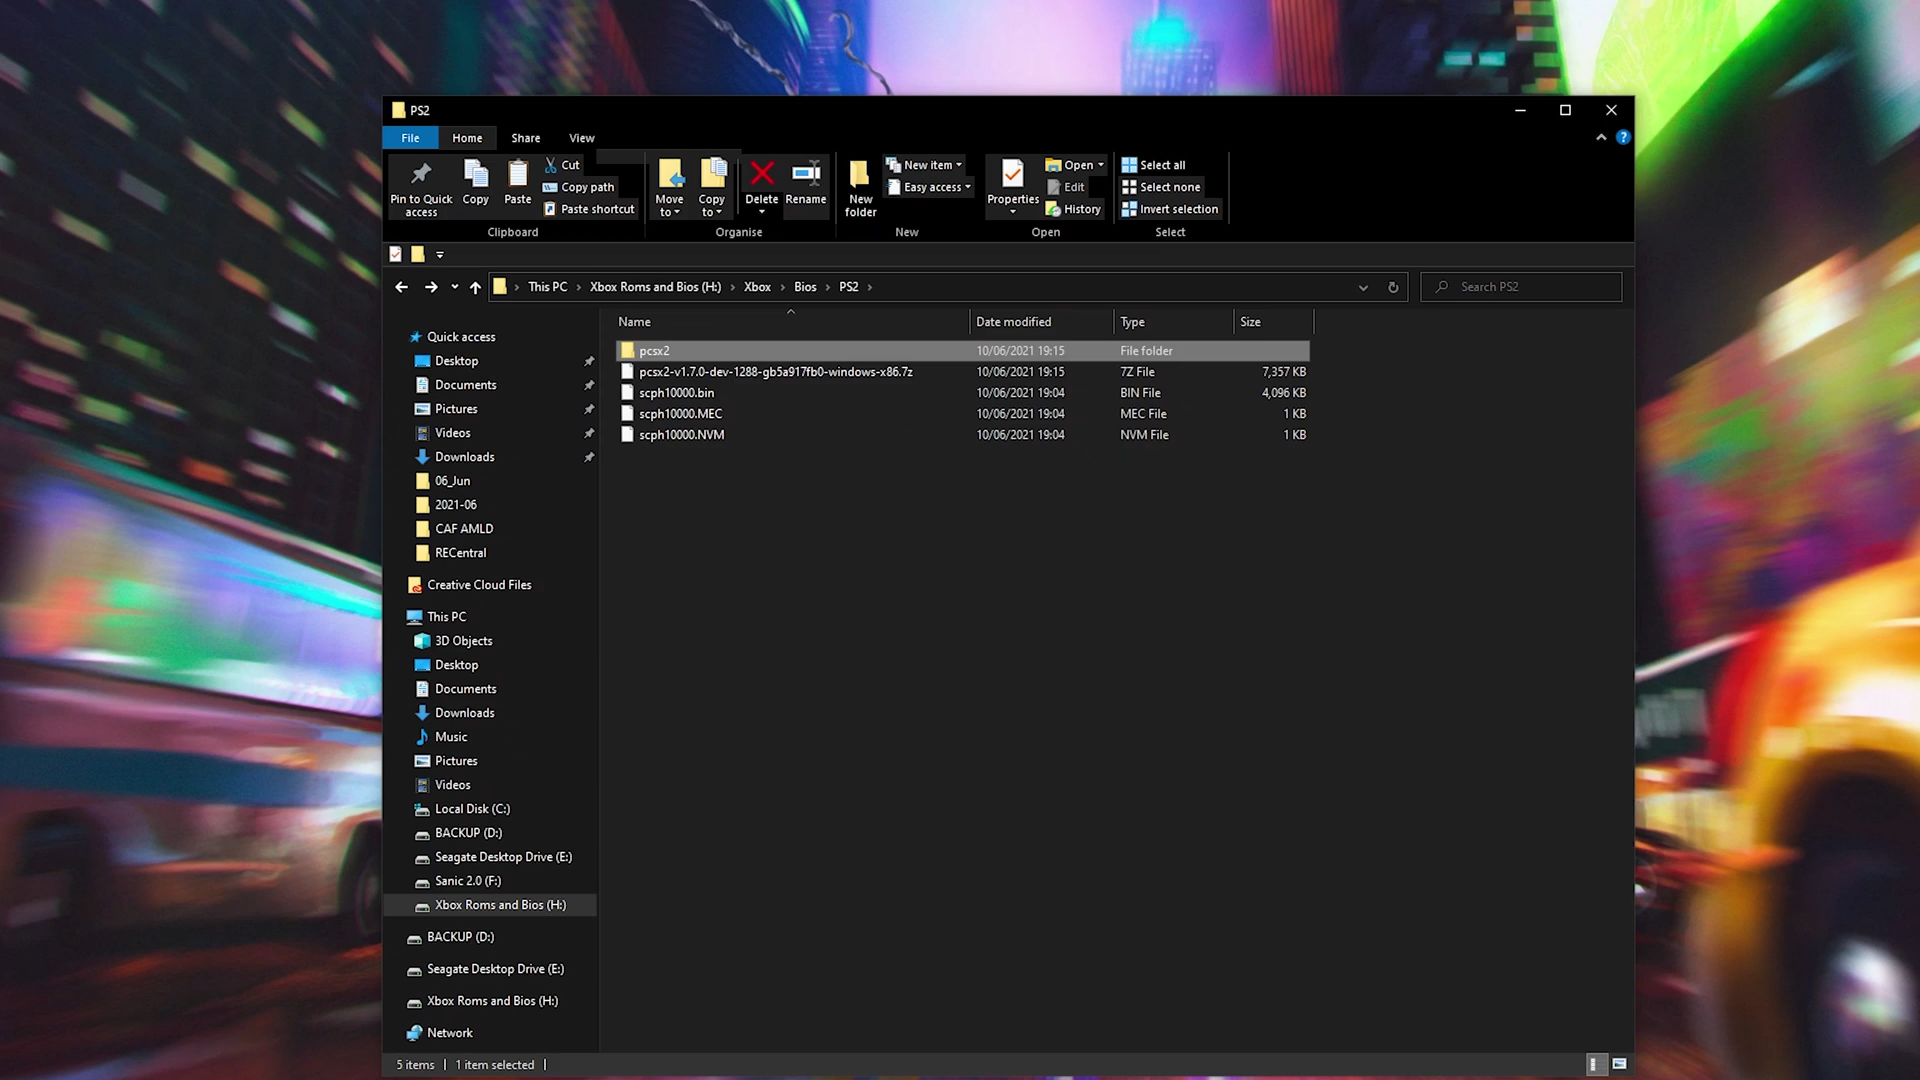 PS2
File Home Share View
Pin to Quick access
Copy
Paste
Cut
Copy path
Paste shortcut
Clipboard
Move to
Copy to
Delete
Rename
Organise
New folder
New item
Easy access
New
Properties
Open
Edit
History
Open
Select all
Select none
Invert selection
Select
This PC > Xbox Roms and Bios (H:) > Xbox > Bios > PS2 >
Search PS2
Name Date modified Type Size
pcsx2 10/06/2021 19:15 File folder
pcsx2-v1.7.0-dev-1288-gb5a917fb0-windows-x86.7z 10/06/2021 19:15 7Z File 7,357 KB
scph10000.bin 10/06/2021 19:04 BIN File 4,096 KB
scph10000.MEC 10/06/2021 19:04 MEC File 1 KB
scph10000.NVM 10/06/2021 19:04 NVM File 1 KB
Quick access
Desktop
Documents
Pictures
Videos
Downloads
06_Jun
2021-06
CAF AMLD
RECentral
Creative Cloud Files
This PC
3D Objects
Desktop
Documents
Downloads
Music
Pictures
Videos
Local Disk (C:)
BACKUP (D:)
Seagate Desktop Drive (E:)
Sanic 2.0 (F:)
Xbox Roms and Bios (H:)
BACKUP (D:)
Seagate Desktop Drive (E:)
Xbox Roms and Bios (H:)
Network
5 items | 1 item selected |